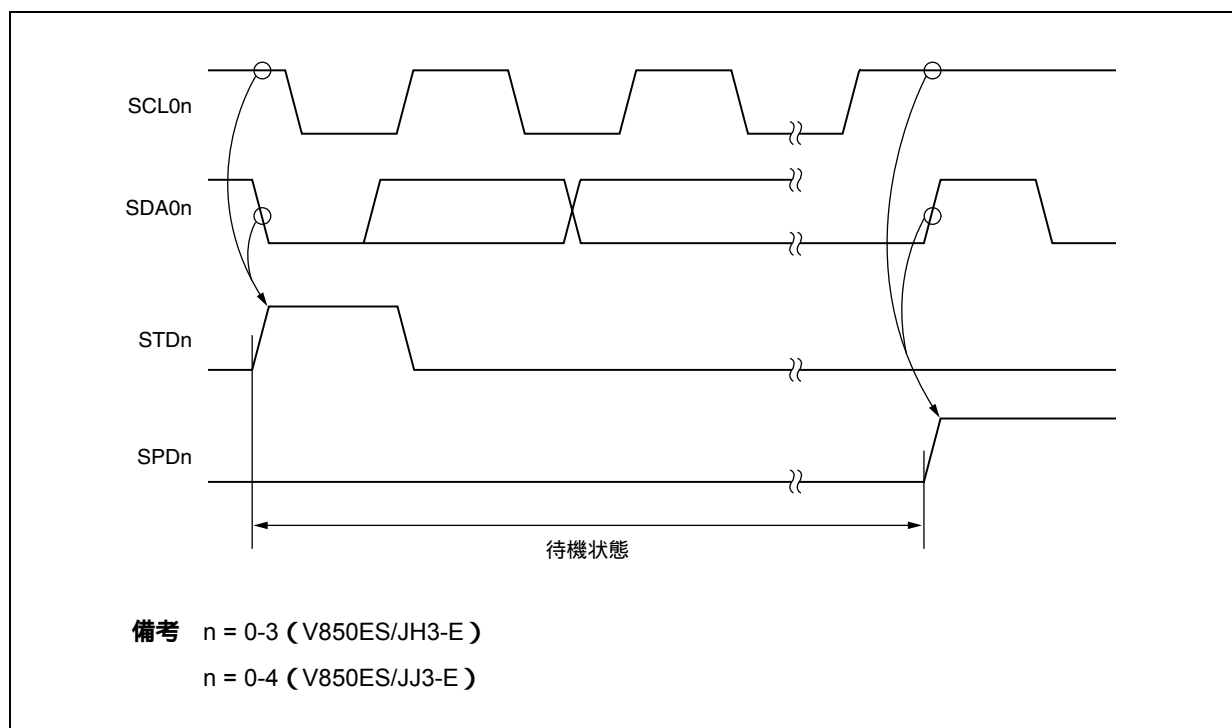 SCL0n
SDA0n
STDn
SPDn
待機状態
備考 n = 0-3（V850ES/JH3-E）
n = 0-4（V850ES/JJ3-E）